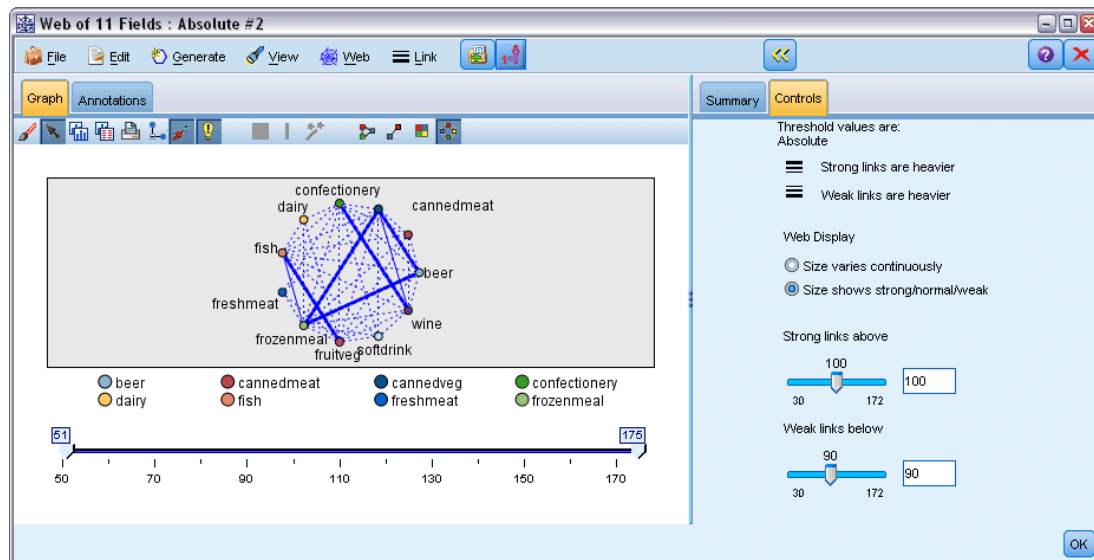 Web of 11 Fields : Absolute #2
File Edit Generate View Web Link
Graph Annotations
confectionery
dairy
cannedmeat
fish
beer
freshmeat
wine
frozenmeal
softdrink
fruitveg
beer cannedmeat cannedveg confectionery
dairy fish freshmeat frozenmeal
51 175
50 70 90 110 130 150 170
Summary Controls
Threshold values are:
Absolute
Strong links are heavier
Weak links are heavier
Web Display
Size varies continuously
Size shows strong/normal/weak
Strong links above
100
100
30 172
Weak links below
90
90
30 172
OK